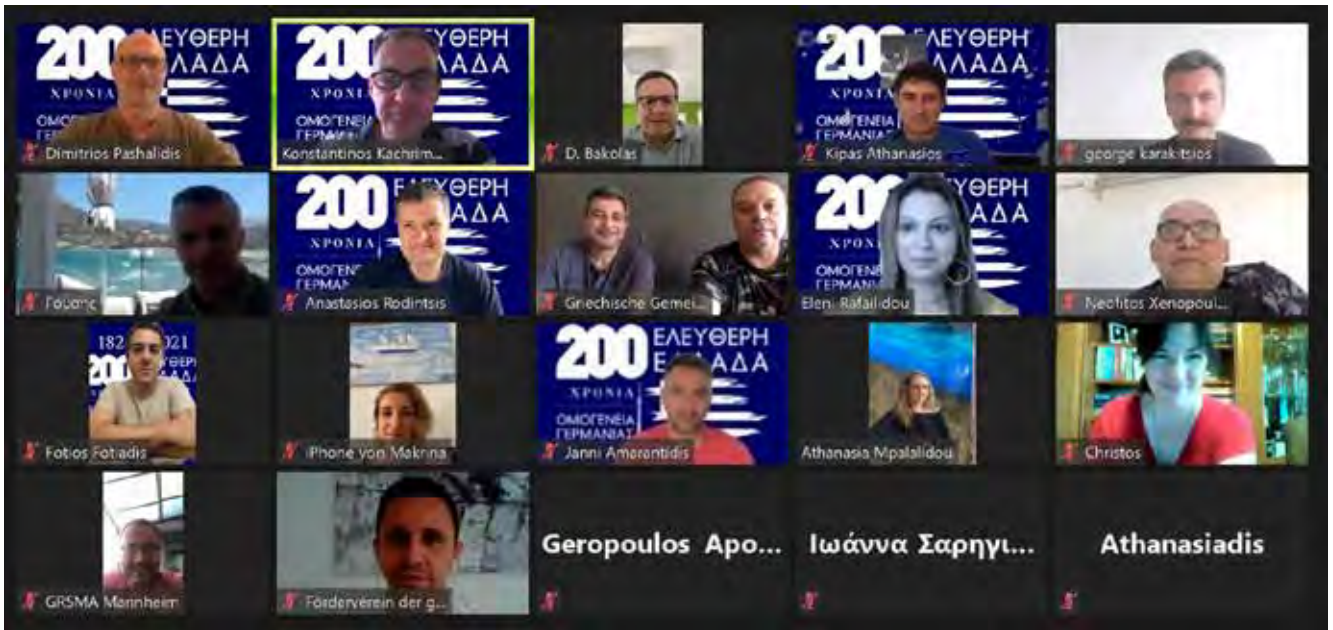 200 ΕΛΕΥΘΕΡΗ
ΕΛΛΑΔΑ
ΧΡΟΝΙΑ
ΟΜΟΓΕΝΕΙΑ
ΓΕΡΜΑΝΙΑΣ
Dimitrios Pashalidis
Konstantinos Kachrim...
D. Bakolas
Kipas Athanasios
george karakitsios
Γούσης
Anastasios Rodintsis
Griechische Gemei...
Eleni Rafailidou
Neofitos Xenopoul...
Fotios Fotiadis
iPhone von Makrina
Janni Amarantidis
Athanasia Mpalalidou
Christos
GRSMA Mannheim
Förderverein der g...
Geropoulos Apo...
Ιωάννα Σαρηγι...
Athanasiadis